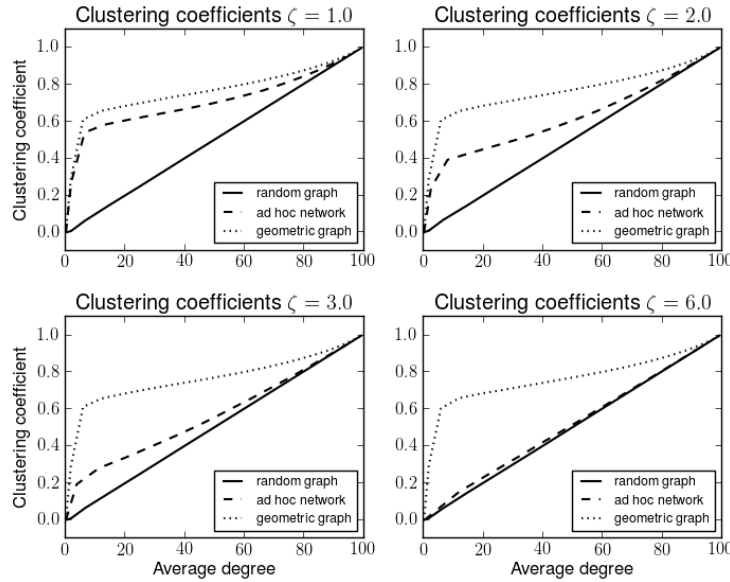 Clustering coefficients ζ = 1.0
Clustering coefficient
1.0
0.8
0.6
0.4
0.2
0.0
random graph
ad hoc network
geometric graph
0 20 40 60 80 100
Clustering coefficients ζ = 2.0
1.0
0.8
0.6
0.4
0.2
0.0
random graph
ad hoc network
geometric graph
0 20 40 60 80 100
Clustering coefficients ζ = 3.0
Clustering coefficient
1.0
0.8
0.6
0.4
0.2
0.0
random graph
ad hoc network
geometric graph
0 20 40 60 80 100
Average degree
Clustering coefficients ζ = 6.0
1.0
0.8
0.6
0.4
0.2
0.0
random graph
ad hoc network
geometric graph
0 20 40 60 80 100
Average degree